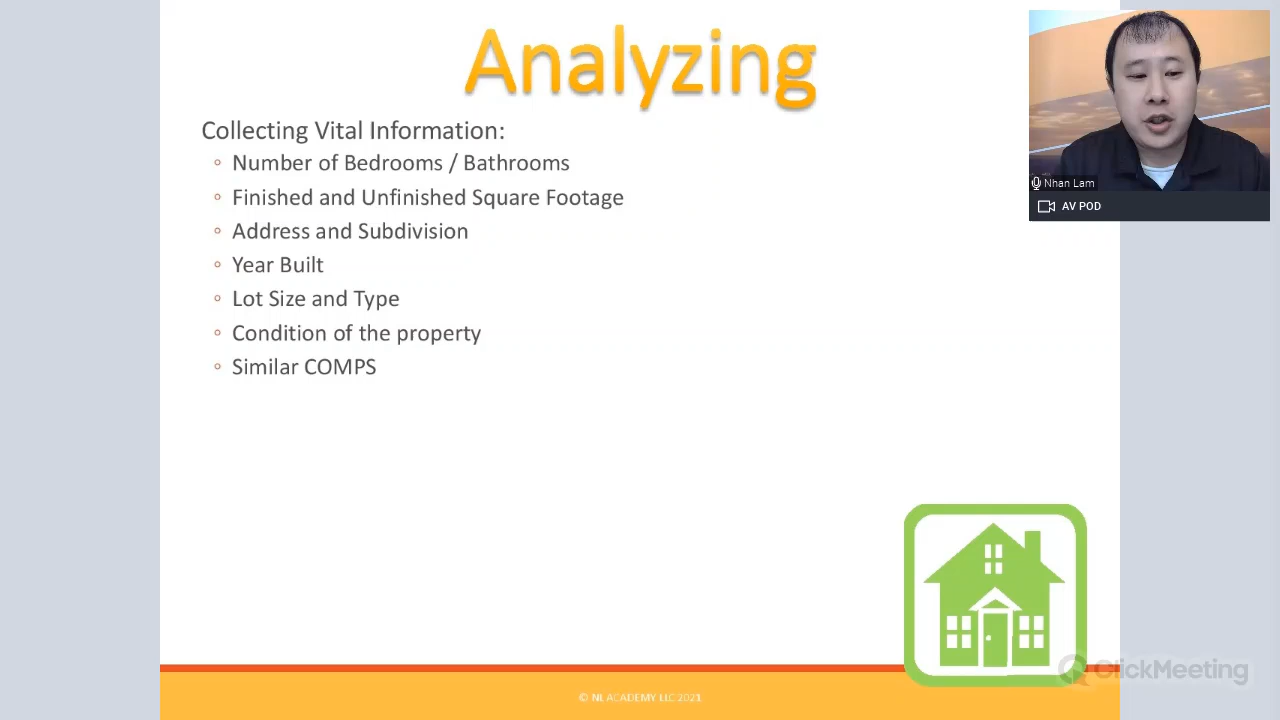 Analyzing
Collecting Vital Information:
Number of Bedrooms / Bathrooms
Finished and Unfinished Square Footage
Address and Subdivision
Year Built
Lot Size and Type
Condition of the property
Similar COMPS
Nhan Lam
AV POD
ClickMeeting
© NL ACADEMY LLC 2021